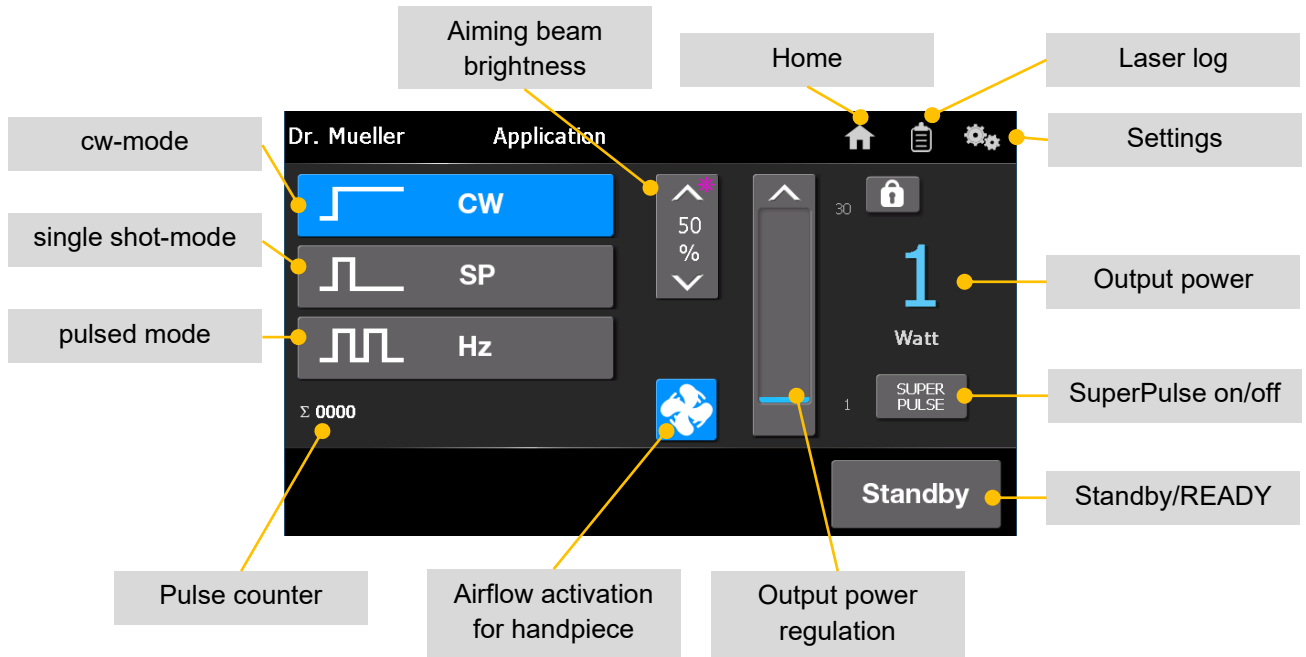 Aiming beam
brightness
Home
Laser log
cw-mode
Settings
single shot-mode
pulsed mode
Output power
SuperPulse on/off
Standby/READY
Dr. Mueller
Application
CW
SP
Hz
Σ 0000
50
%
30
1
1
Watt
SUPER
PULSE
Standby
Pulse counter
Airflow activation
for handpiece
Output power
regulation